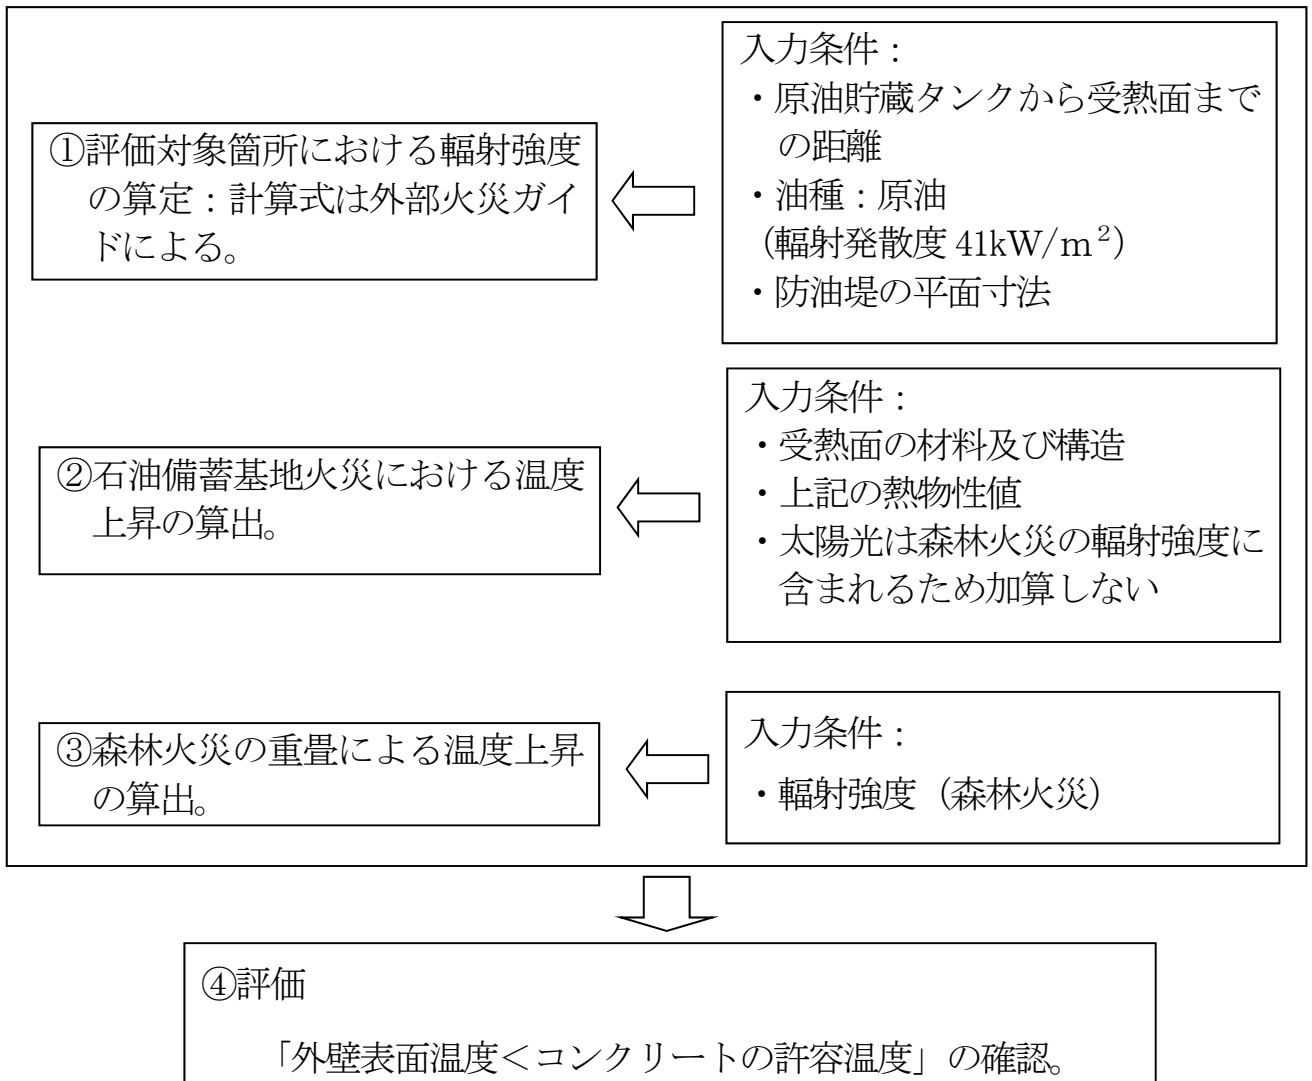 ①評価対象箇所における輻射強度
の算定：計算式は外部火災ガイ
ドによる。
入力条件：
・原油貯蔵タンクから受熱面まで
の距離
・油種：原油
（輻射発散度 41kW/m²）
・防油堤の平面寸法
②石油備蓄基地火災における温度
上昇の算出。
入力条件：
・受熱面の材料及び構造
・上記の熱物性値
・太陽光は森林火災の輻射強度に
含まれるため加算しない
③森林火災の重畳による温度上昇
の算出。
入力条件：
・輻射強度（森林火災）
④評価
「外壁表面温度＜コンクリートの許容温度」の確認。